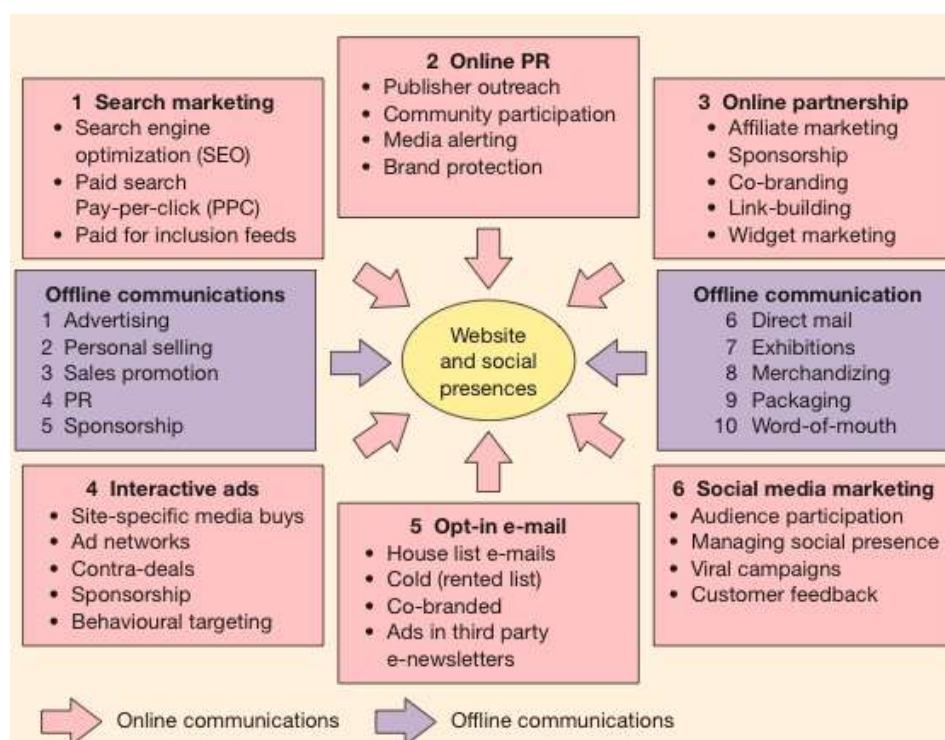 1 Search marketing
• Search engine
optimization (SEO)
• Paid search
Pay-per-click (PPC)
• Paid for inclusion feeds
2 Online PR
• Publisher outreach
• Community participation
• Media alerting
• Brand protection
3 Online partnership
• Affiliate marketing
• Sponsorship
• Co-branding
• Link-building
• Widget marketing
Offline communications
1 Advertising
2 Personal selling
3 Sales promotion
4 PR
5 Sponsorship
Website
and social
presences
Offline communication
6 Direct mail
7 Exhibitions
8 Merchandizing
9 Packaging
10 Word-of-mouth
4 Interactive ads
• Site-specific media buys
• Ad networks
• Contra-deals
• Sponsorship
• Behavioural targeting
5 Opt-in e-mail
• House list e-mails
• Cold (rented list)
• Co-branded
• Ads in third party
e-newsletters
6 Social media marketing
• Audience participation
• Managing social presence
• Viral campaigns
• Customer feedback
Online communications
Offline communications